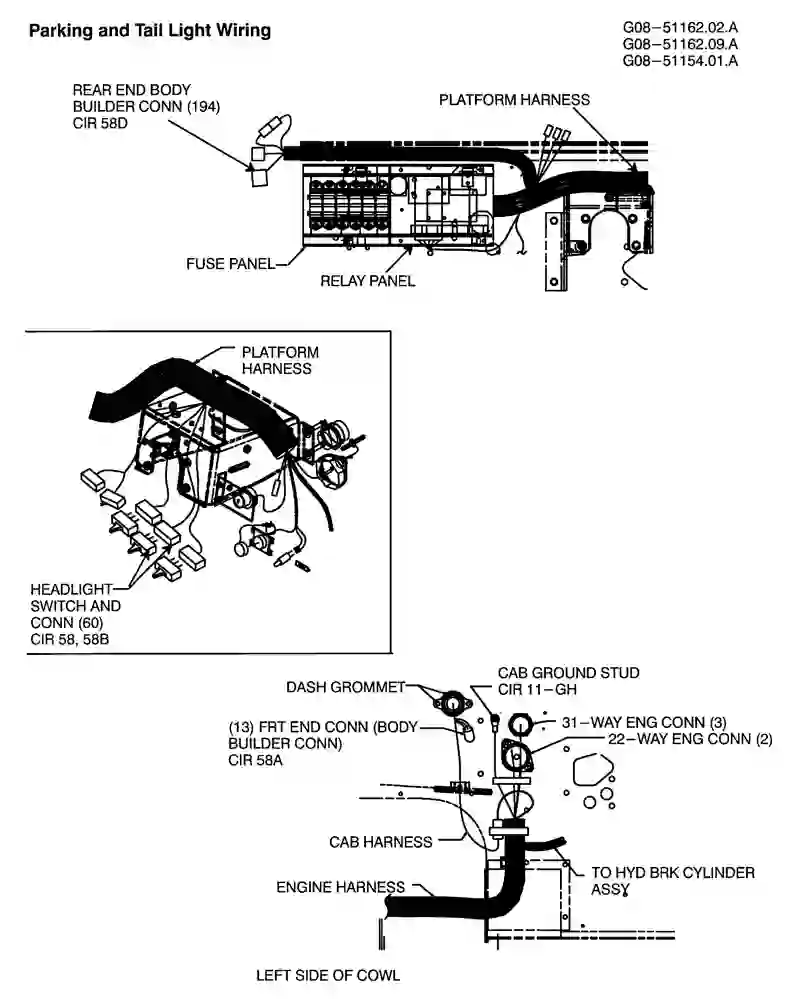 Parking and Tail Light Wiring
G08-51162.02.A
G08-51162.09.A
G08-51154.01.A
REAR END BODY
BUILDER CONN (194)
CIR 58D
PLATFORM HARNESS
FUSE PANEL
RELAY PANEL
PLATFORM
HARNESS
HEADLIGHT
SWITCH AND
CONN (60)
CIR 58, 58B
CAB GROUND STUD
CIR 11-GH
DASH GROMMET
31-WAY ENG CONN (3)
22-WAY ENG CONN (2)
(13) FRT END CONN (BODY
BUILDER CONN)
CIR 58A
CAB HARNESS
TO HYD BRK CYLINDER
ASSY
ENGINE HARNESS
LEFT SIDE OF COWL